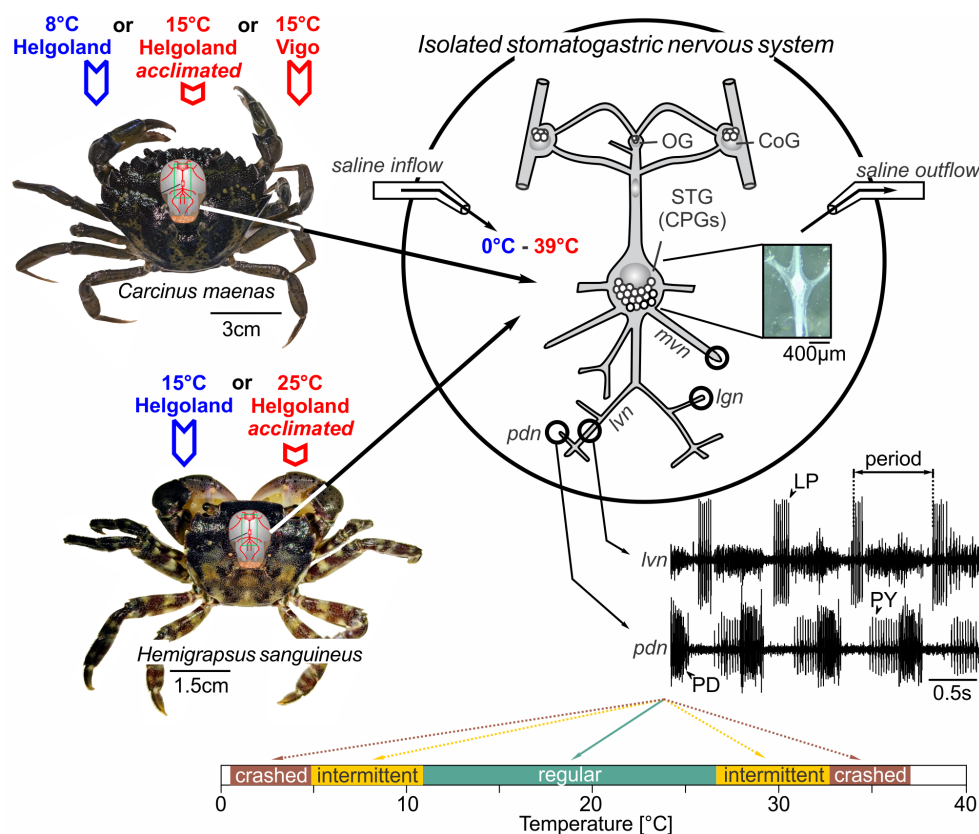 8°C or 15°C or 15°C
Helgoland Helgoland Vigo
acclimated
Isolated stomatogastric nervous system
OG
CoG
saline inflow
saline outflow
STG
(CPGs)
0°C - 39°C
Carcinus maenas
3cm
mvn
400µm
15°C or 25°C
Helgoland Helgoland
acclimated
lgn
lvn
pdn
period
LP
lvn
PY
pdn
PD
0.5s
Hemigrapsus sanguineus
1.5cm
crashed intermittent regular intermittent crashed
0 10 20 30 40
Temperature [°C]